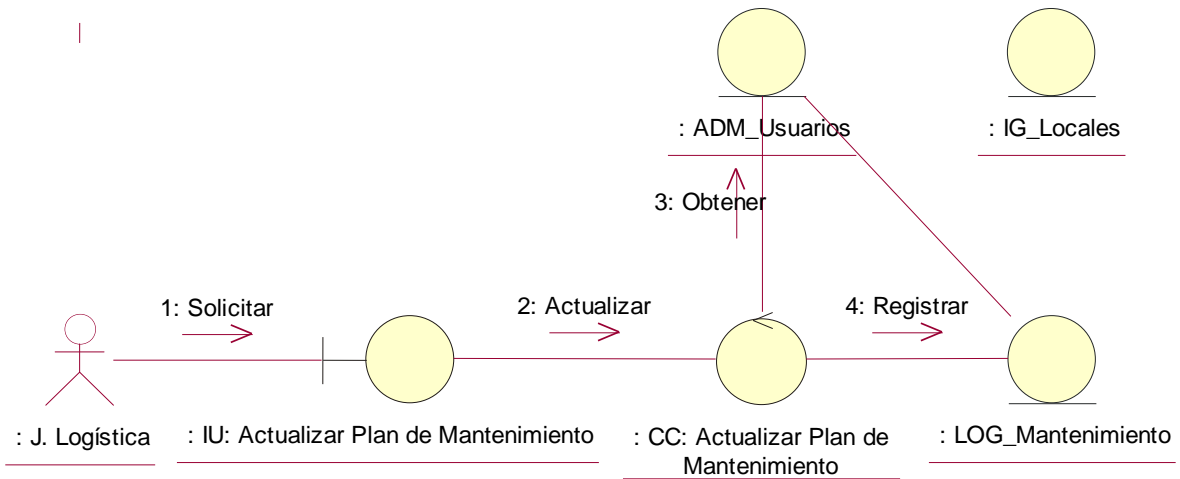 : ADM_Usuarios
: IG_Locales
3: Obtener
1: Solicitar
2: Actualizar
4: Registrar
: J. Logística
: IU: Actualizar Plan de Mantenimiento
: CC: Actualizar Plan de
Mantenimiento
: LOG_Mantenimiento